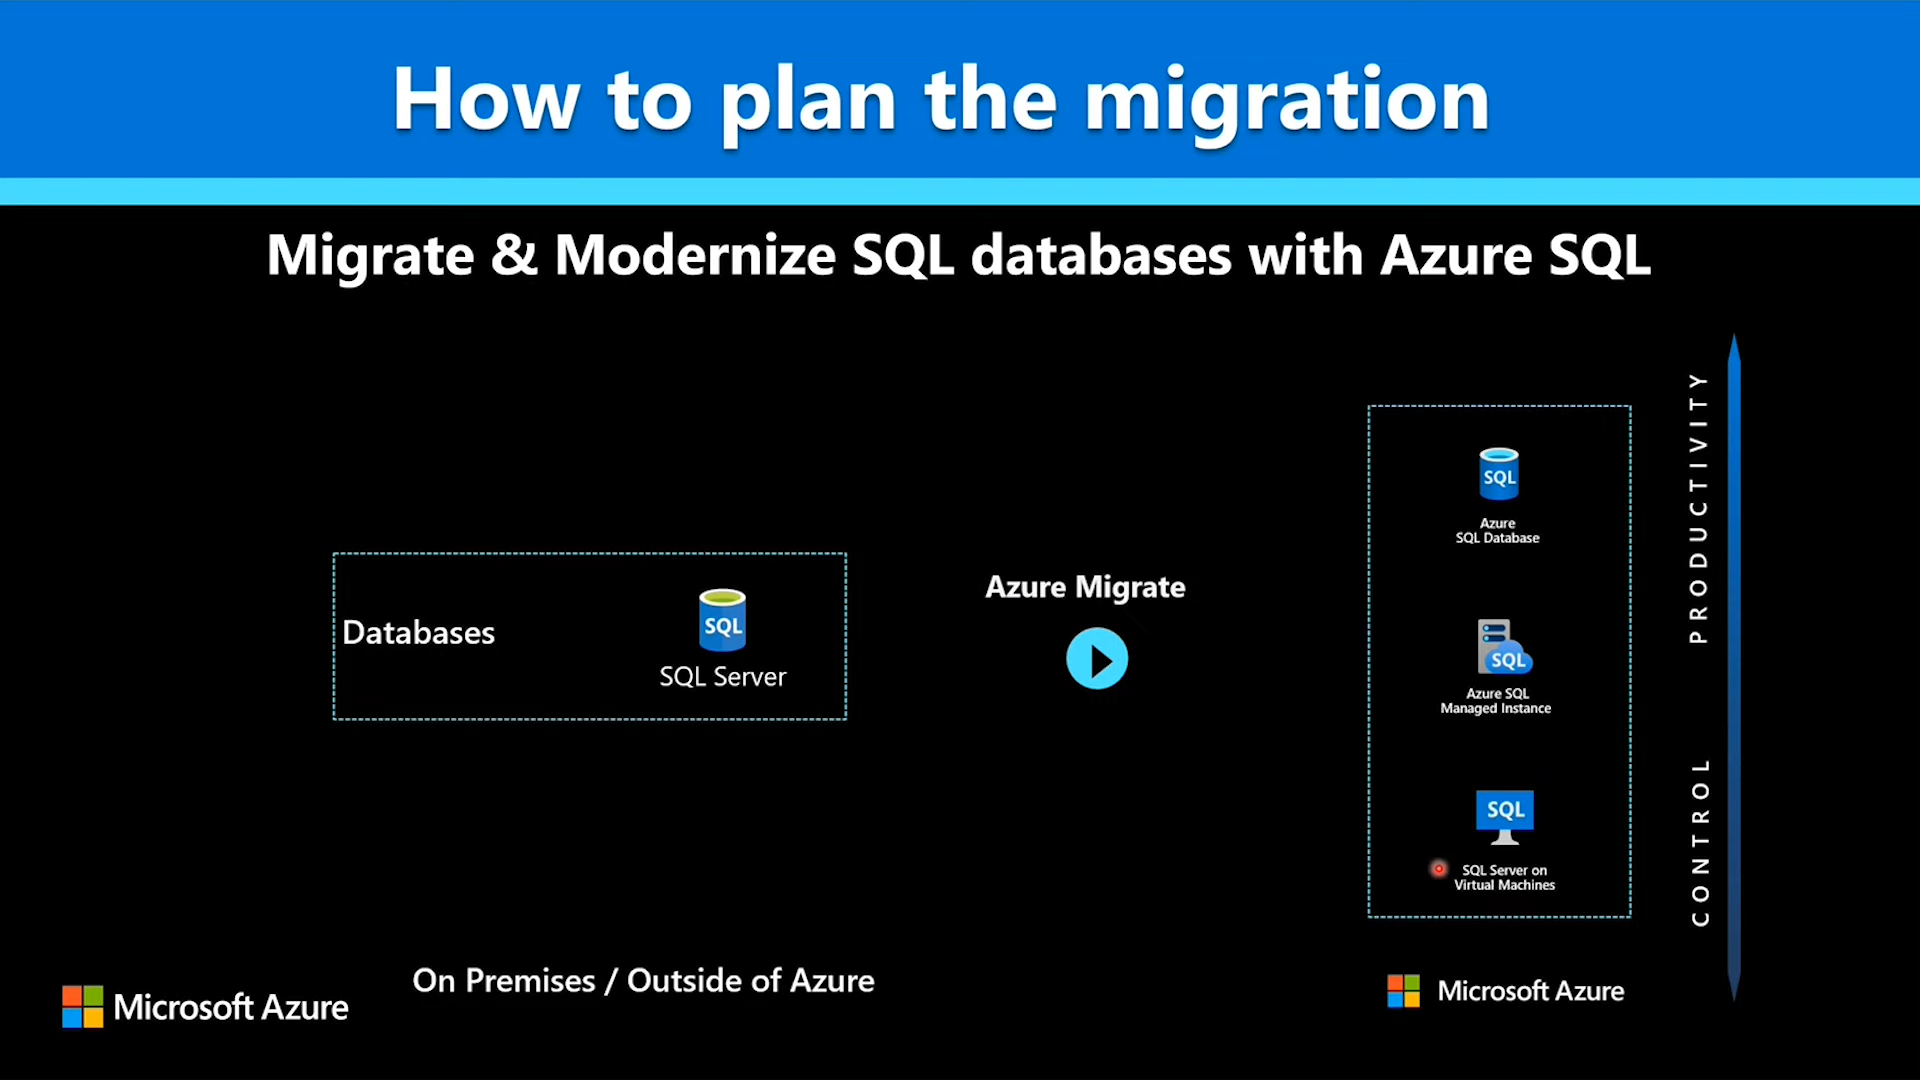 How to plan the migration
Migrate & Modernize SQL databases with Azure SQL
Databases
SQL
SQL Server
Azure Migrate
SQL
Azure
SQL Database
SQL
Azure SQL
Managed Instance
SQL
SQL Server on
Virtual Machines
PRODUCTIVITY
CONTROL
On Premises / Outside of Azure
Microsoft Azure
Microsoft Azure